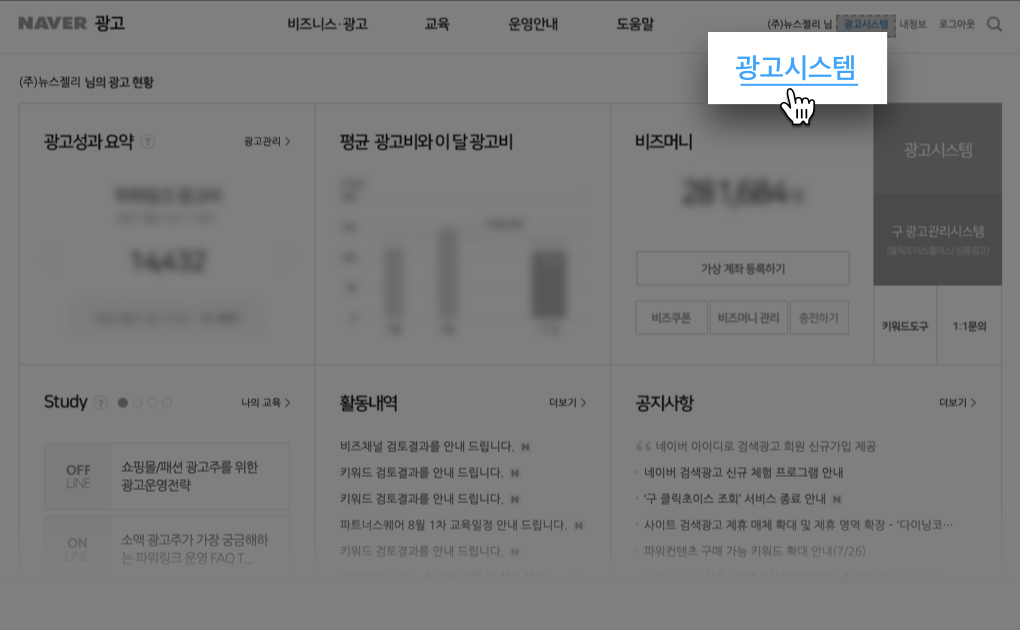 NAVER 광고
비즈니스·광고 교육 운영안내 도움말
(주)뉴스젤리 님 광고시스템 내정보 로그아웃
광고시스템
(주)뉴스젤리 님의 광고 현황
광고성과 요약 ? 광고관리 >
14,432
평균 광고비와 이 달 광고비
비즈머니
281,684
가상 계좌 등록하기
비즈쿠폰 비즈머니 관리 충전하기
광고시스템
구 광고관리시스템
(클릭초이스플러스/상품광고)
키워드도구 1:1문의
Study ? 나의 교육 >
OFF LINE
쇼핑몰/패션 광고주를 위한
광고운영전략
ON LINE
소액 광고주가 가장 궁금해하
는 파워링크 운영 FAQ T...
활동내역 더보기 >
비즈채널 검토결과를 안내 드립니다. N
키워드 검토결과를 안내 드립니다. N
키워드 검토결과를 안내 드립니다. N
파트너스퀘어 8월 1차 교육일정 안내 드립니다. N
키워드 검토결과를 안내 드립니다. N
공지사항 더보기 >
네이버 아이디로 검색광고 회원 신규가입 제공
· 네이버 검색광고 신규 체험 프로그램 안내
· '구 클릭초이스 조회' 서비스 종료 안내 N
· 사이트 검색광고 제휴 매체 확대 및 제휴 영역 확장 - '다이닝코...
· 파워컨텐츠 구매 가능 키워드 확대 안내(7/26)